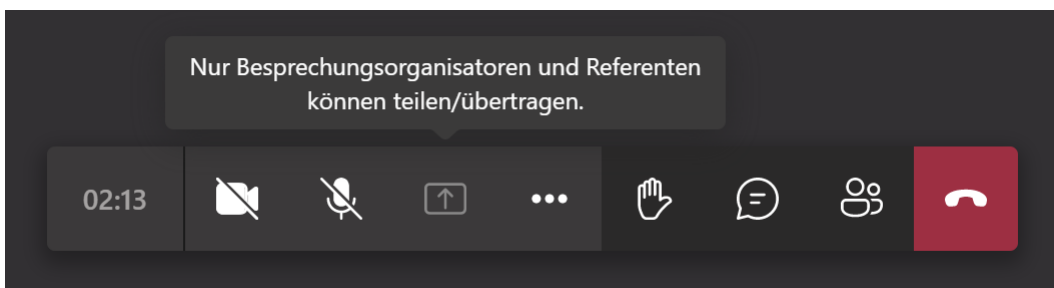 Nur Besprechungsorganisatoren und Referenten
können teilen/übertragen.
02:13